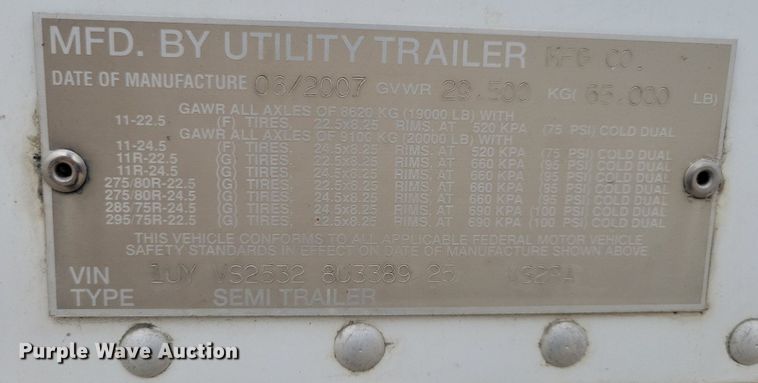 MFD. BY UTILITY TRAILER MFG CO.
DATE OF MANUFACTURE 06/2007 GVWR 29.500 KG( 65.000 LB)
GAWR ALL AXLES OF 8620 KG (19000 LB) WITH
11-22.5 (F) TIRES, 22.5x8.25 RIMS, AT 520 KPA (75 PSI) COLD DUAL
GAWR ALL AXLES OF 9100 KG (20000 LB) WITH
11-24.5 (F) TIRES, 24.5x8.25 RIMS, AT 520 KPA (75 PSI) COLD DUAL
11R-22.5 (G) TIRES, 22.5x8.25 RIMS, AT 660 KPA (95 PSI) COLD DUAL
11R-24.5 (G) TIRES, 24.5x8.25 RIMS, AT 660 KPA (95 PSI) COLD DUAL
275/80R-22.5 (G) TIRES, 22.5x8.25 RIMS, AT 660 KPA (95 PSI) COLD DUAL
275/80R-24.5 (G) TIRES, 24.5x8.25 RIMS, AT 660 KPA (95 PSI) COLD DUAL
285/75R-24.5 (G) TIRES, 24.5x8.25 RIMS, AT 690 KPA (100 PSI) COLD DUAL
295/75R-22.5 (G) TIRES, 22.5x8.25 RIMS, AT 690 KPA (100 PSI) COLD DUAL
THIS VEHICLE CONFORMS TO ALL APPLICABLE FEDERAL MOTOR VEHICLE
SAFETY STANDARDS IN EFFECT ON DATE OF MANUFACTURE SHOWN ABOVE
VIN 1UY VS2532 8U3389 25
TYPE SEMI TRAILER
Purple Wave Auction